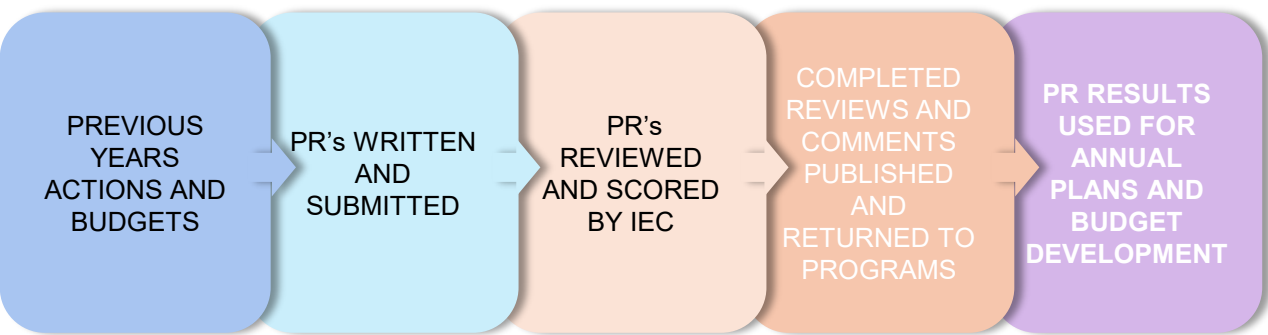 PREVIOUS
YEARS
ACTIONS AND
BUDGETS
PR’s WRITTEN
AND
SUBMITTED
PR’s
REVIEWED
AND SCORED
BY IEC
COMPLETED
REVIEWS AND
COMMENTS
PUBLISHED
AND
RETURNED TO
PROGRAMS
PR RESULTS
USED FOR
ANNUAL
PLANS AND
BUDGET
DEVELOPMENT